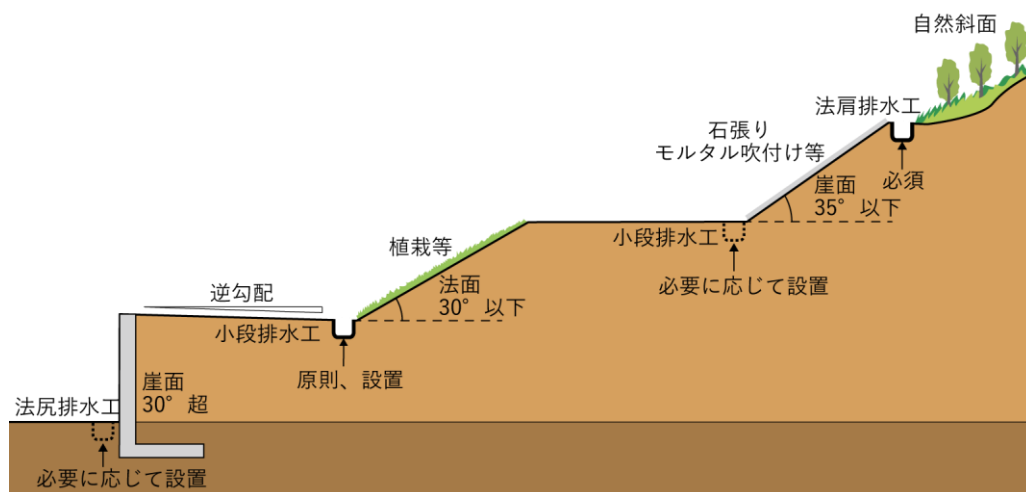 自然斜面
法肩排水工
石張り
モルタル吹付け等
必須
崖面
35°以下
小段排水工
植栽等
必要に応じて設置
法面
30°以下
逆勾配
小段排水工
原則、設置
崖面
30°超
法尻排水工
必要に応じて設置